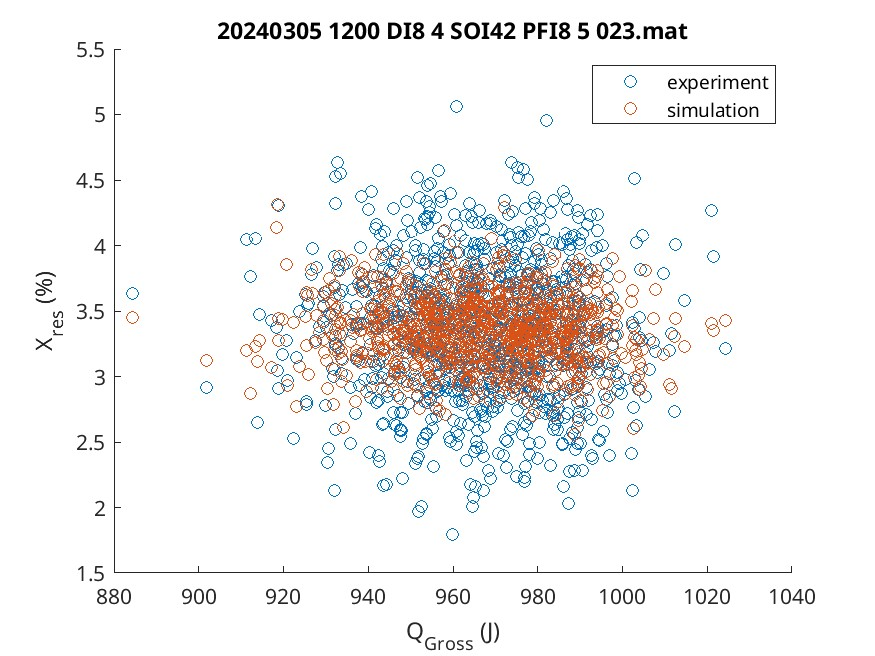 20240305 1200 DI8 4 SOI42 PFI8 5 023.mat
experiment
simulation
5.5
5
4.5
4
3.5
3
2.5
2
1.5
X_res (%)
880 900 920 940 960 980 1000 1020 1040
Q_Gross (J)